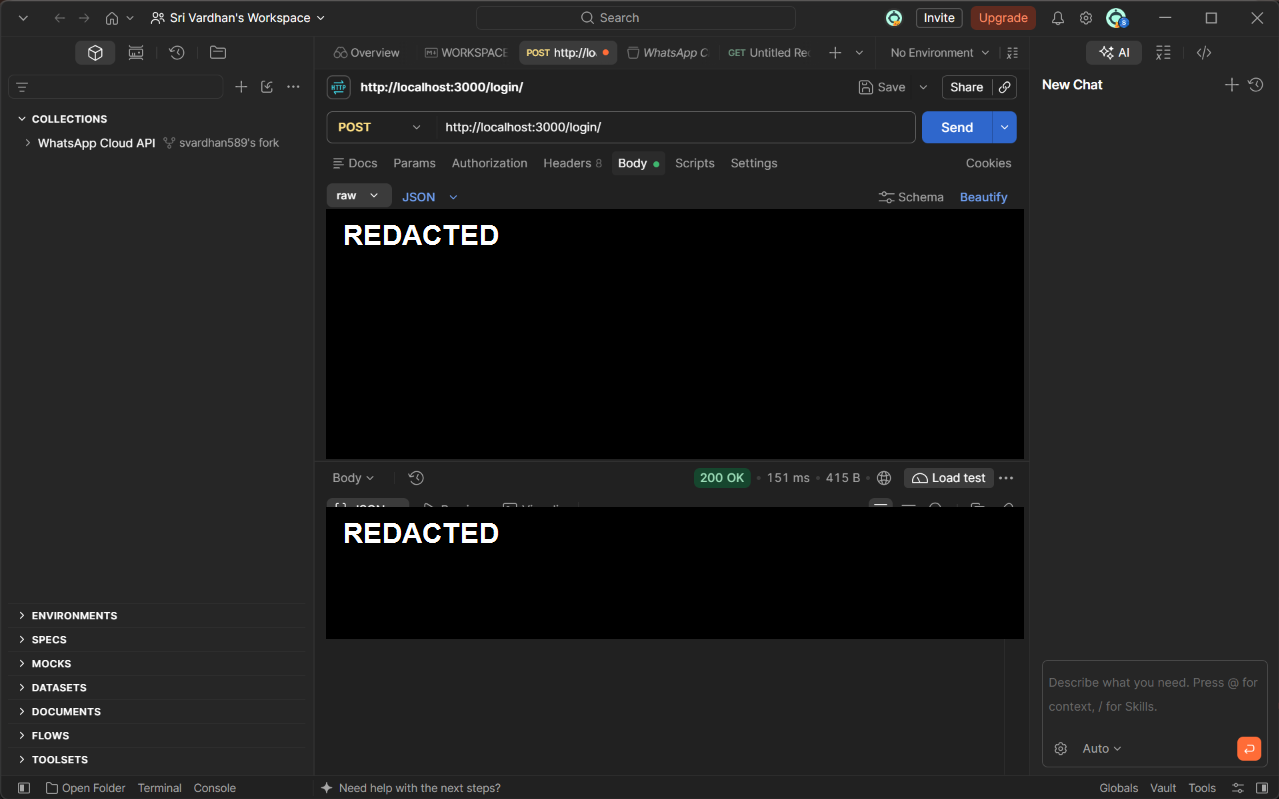 Sri Vardhan's Workspace
Search
Invite
Upgrade
Overview
WORKSPACE
POST http://lo
WhatsApp C
GET Untitled Re
No Environment
AI
HTTP
http://localhost:3000/login/
Save
Share
New Chat
COLLECTIONS
WhatsApp Cloud API svardhan589's fork
POST
http://localhost:3000/login/
Send
Docs
Params
Authorization
Headers 8
Body
Scripts
Settings
Cookies
raw
JSON
Schema
Beautify
REDACTED
Body
200 OK
151 ms
415 B
Load test
REDACTED
ENVIRONMENTS
SPECS
MOCKS
DATASETS
DOCUMENTS
FLOWS
TOOLSETS
Describe what you need. Press @ for
context, / for Skills.
Auto
Open Folder
Terminal
Console
Need help with the next steps?
Globals
Vault
Tools